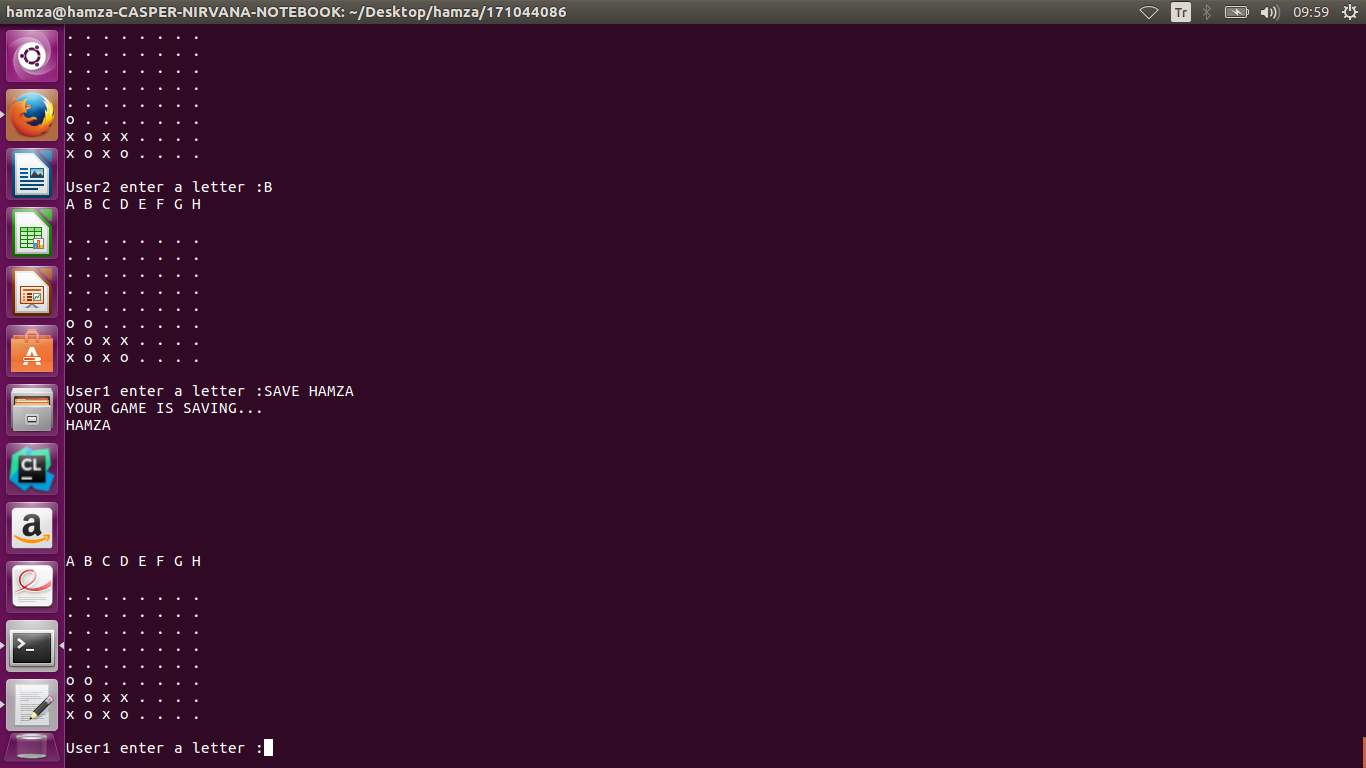 hamza@hamza-CASPER-NIRVANA-NOTEBOOK: ~/Desktop/hamza/171044086
Tr
09:59
. . . . . . . .
. . . . . . . .
. . . . . . . .
. . . . . . . .
. . . . . . . .
o . . . . . . .
x o x x . . . .
x o x o . . . .
User2 enter a letter :B
A B C D E F G H
. . . . . . . .
. . . . . . . .
. . . . . . . .
. . . . . . . .
. . . . . . . .
o o . . . . . .
x o x x . . . .
x o x o . . . .
User1 enter a letter :SAVE HAMZA
YOUR GAME IS SAVING...
HAMZA
A B C D E F G H
. . . . . . . .
. . . . . . . .
. . . . . . . .
. . . . . . . .
. . . . . . . .
o o . . . . . .
x o x x . . . .
x o x o . . . .
User1 enter a letter :
A
CL
a
>_